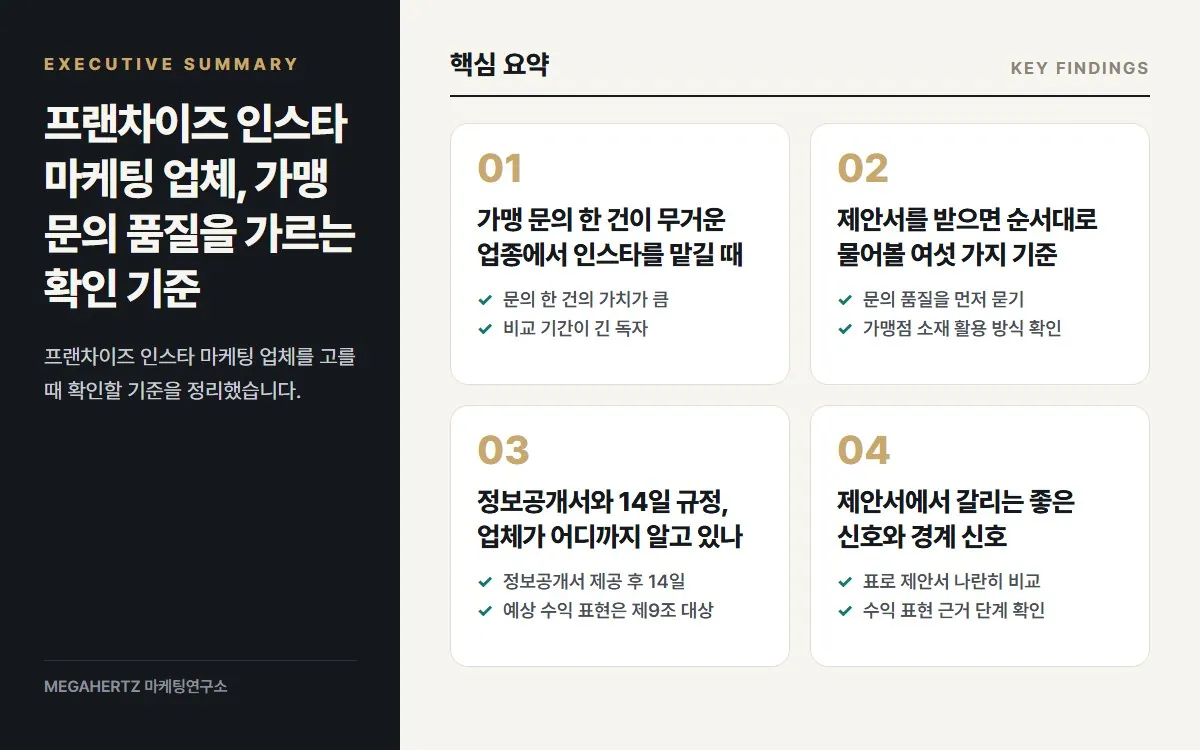 EXECUTIVE SUMMARY
프랜차이즈 인스타
마케팅 업체, 가맹
문의 품질을 가르는
확인 기준
프랜차이즈 인스타 마케팅 업체를 고를
때 확인할 기준을 정리했습니다.
MEGAHERTZ 마케팅연구소
핵심 요약
KEY FINDINGS
01
가맹 문의 한 건이 무거운
업종에서 인스타를 맡길 때
문의 한 건의 가치가 큼
비교 기간이 긴 독자
02
제안서를 받으면 순서대로
물어볼 여섯 가지 기준
문의 품질을 먼저 묻기
가맹점 소재 활용 방식 확인
03
정보공개서와 14일 규정,
업체가 어디까지 알고 있나
정보공개서 제공 후 14일
예상 수익 표현은 제9조 대상
04
제안서에서 갈리는 좋은
신호와 경계 신호
표로 제안서 나란히 비교
수익 표현 근거 단계 확인